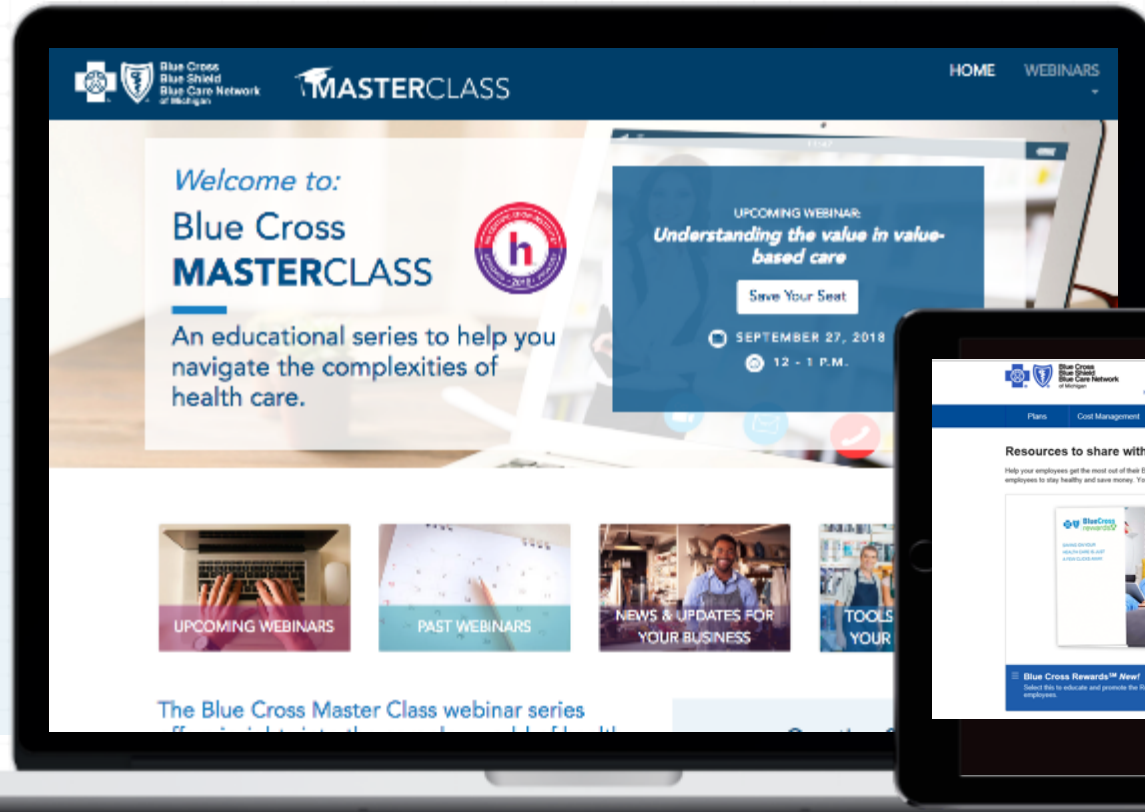 Blue Cross
Blue Shield
Blue Care Network
of Michigan
MASTERCLASS
HOME
WEBINARS
Welcome to:
Blue Cross
MASTERCLASS
h
2018
An educational series to help you
navigate the complexities of
health care.
UPCOMING WEBINAR:
Understanding the value in value-
based care
Save Your Seat
SEPTEMBER 27, 2018
12 - 1 P.M.
UPCOMING WEBINARS
PAST WEBINARS
NEWS & UPDATES FOR
YOUR BUSINESS
TOOLS
YOUR
The Blue Cross Master Class webinar series
Blue Cross
Blue Shield
Blue Care Network
of Michigan
Plans
Cost Management
Resources to share with
Help your employees get the most out of their
employees to stay healthy and save money.
BlueCross
rewards
Blue Cross Rewards℠ New!
Select this to educate and promote the
employees.